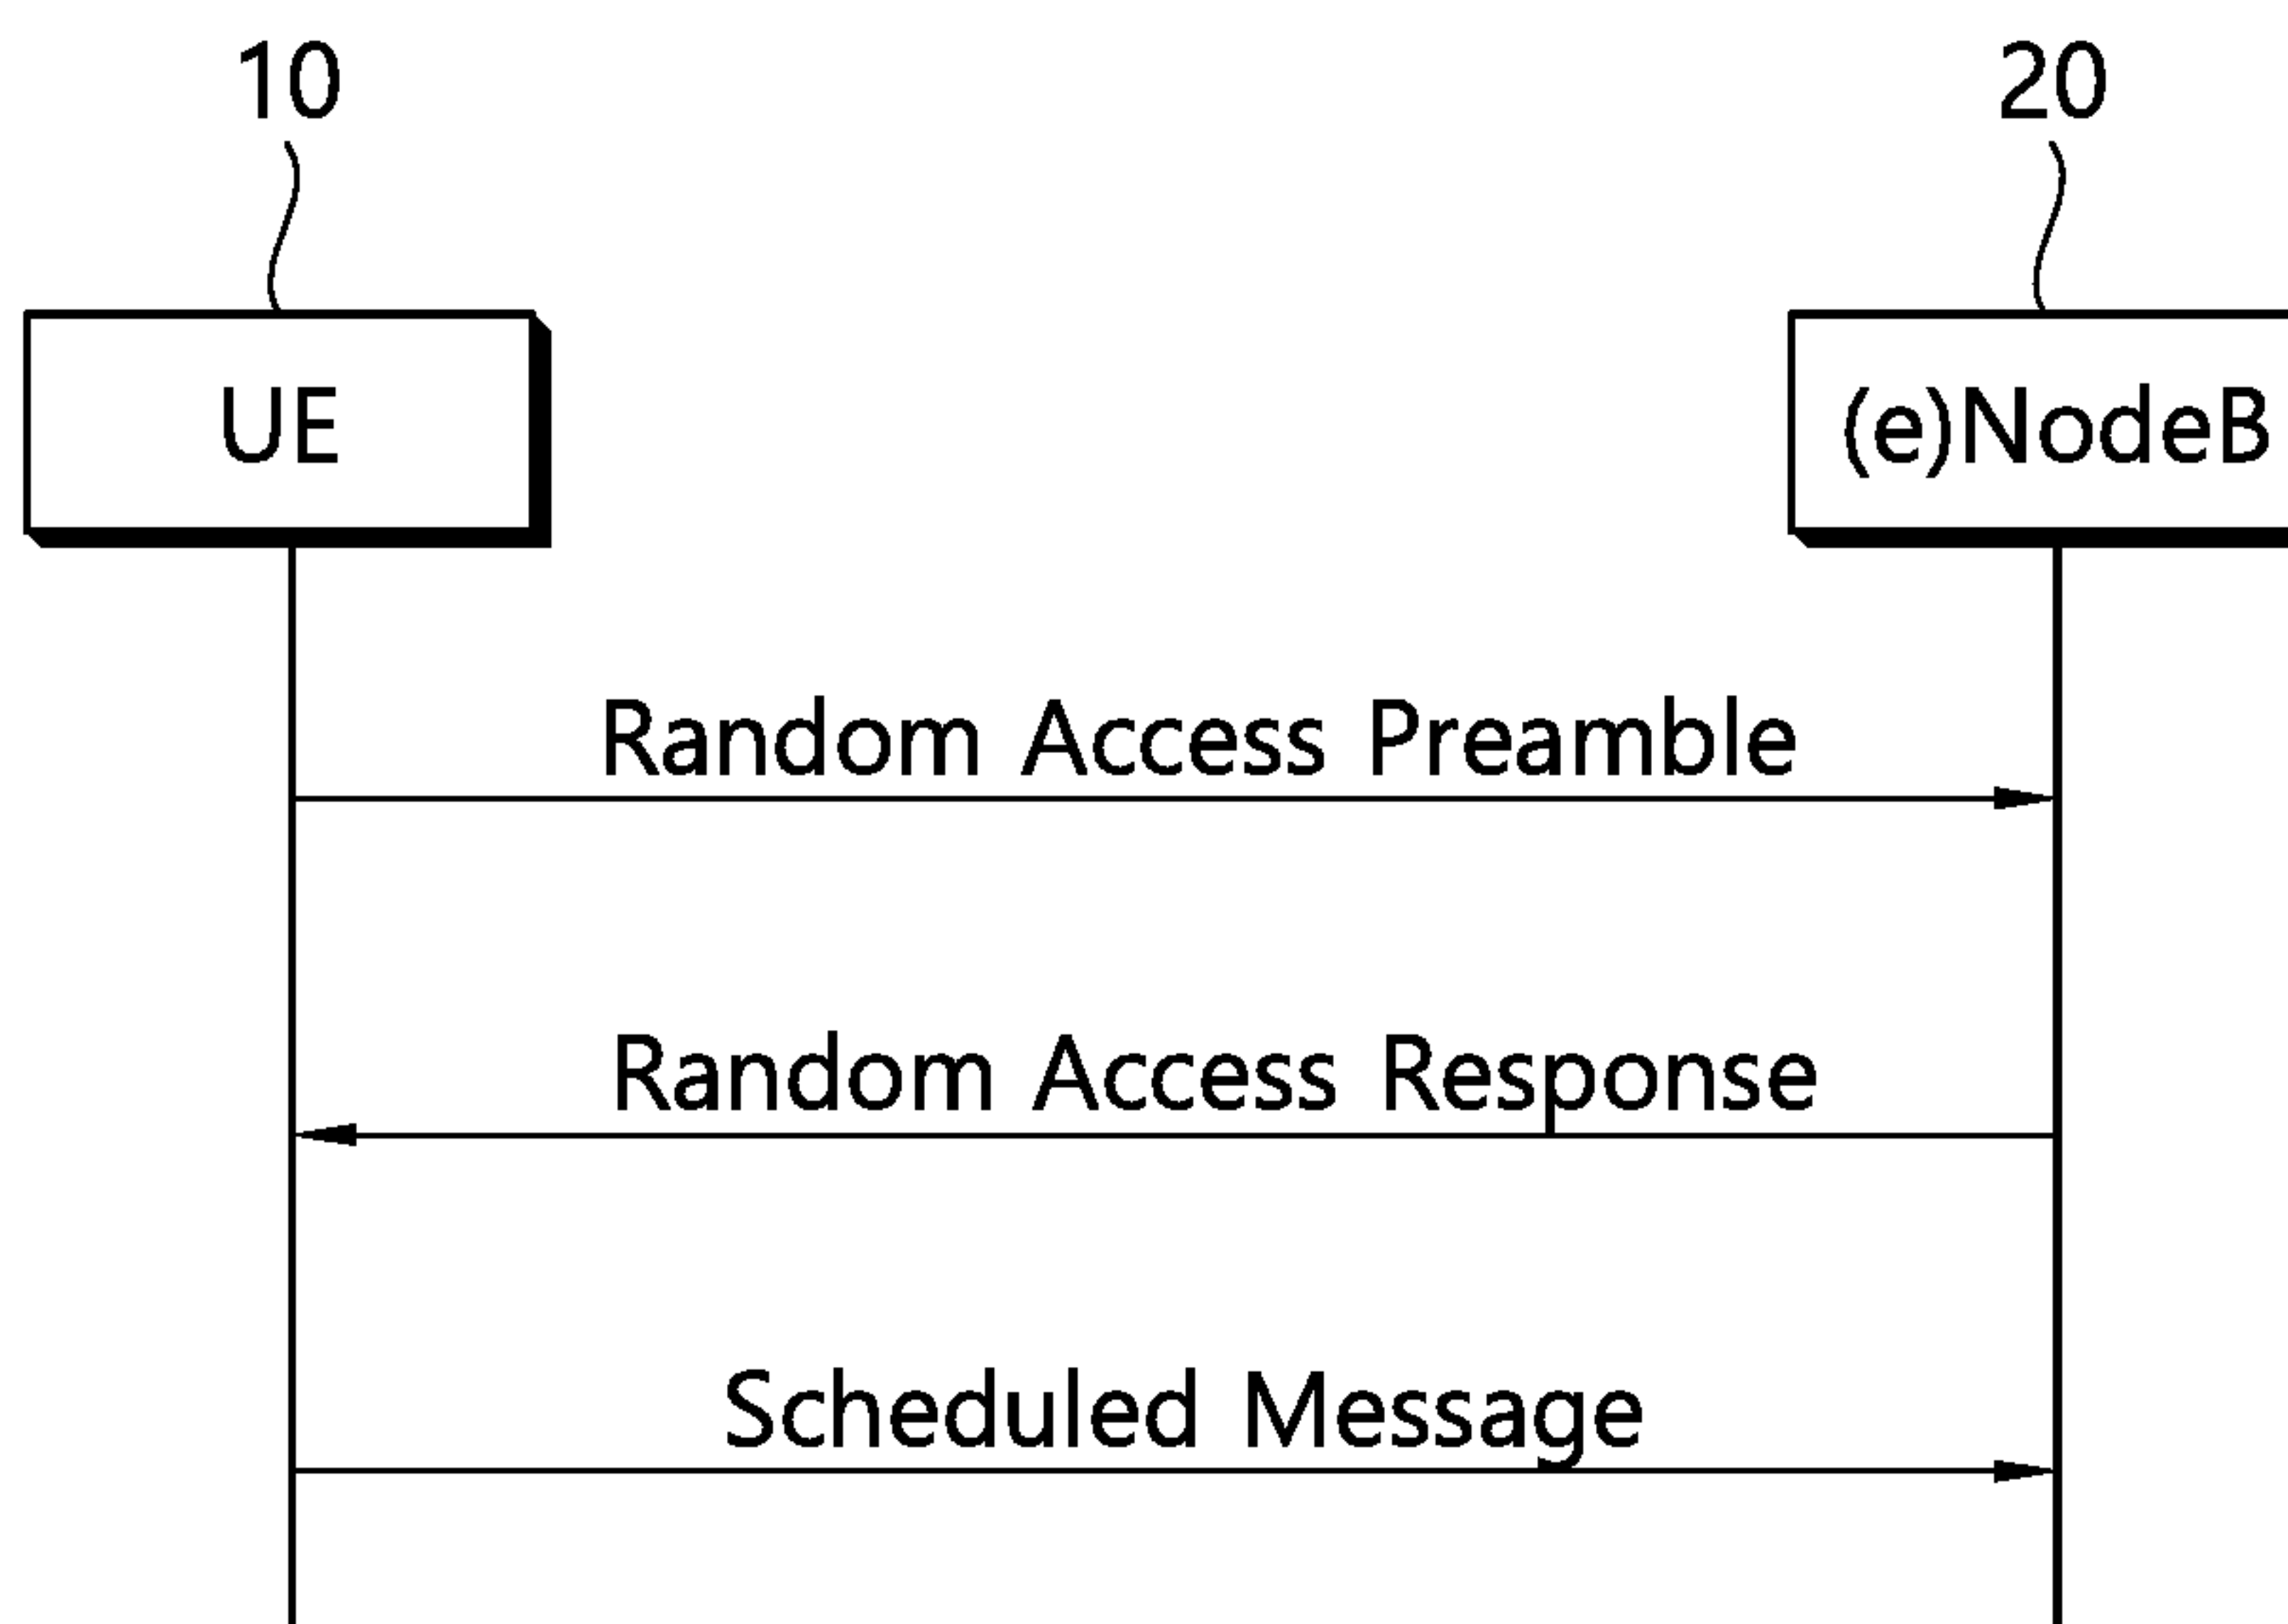 10
20
UE
(e)NodeB
Random Access Preamble
Random Access Response
Scheduled Message